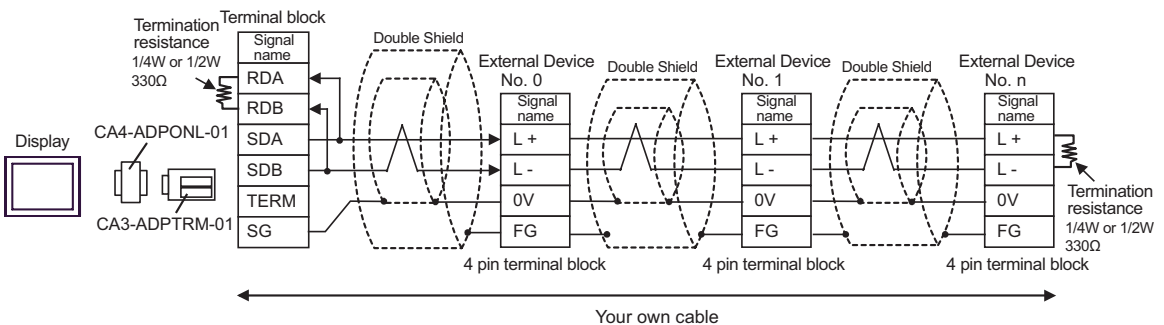 Termination
resistance
1/4W or 1/2W
330Ω
Terminal block
Signal
name
RDA
RDB
SDA
SDB
TERM
SG
Display
CA4-ADPONL-01
CA3-ADPTRM-01
Double Shield
External Device
No. 0
Signal
name
L +
L -
0V
FG
4 pin terminal block
Double Shield
External Device
No. 1
Signal
name
L +
L -
0V
FG
4 pin terminal block
Double Shield
External Device
No. n
Signal
name
L +
L -
0V
FG
4 pin terminal block
Termination
resistance
1/4W or 1/2W
330Ω
Your own cable